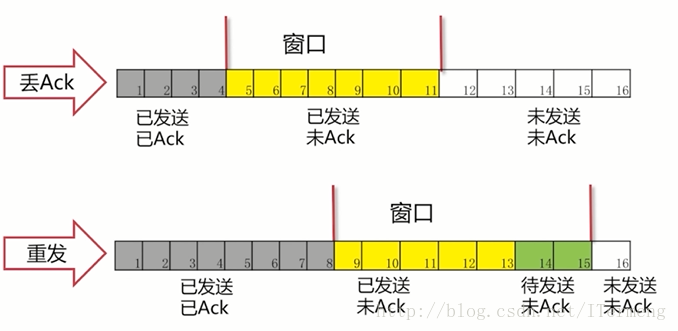 窗口
丢Ack
1 2 3 4 5 6 7 8 9 10 11 12 13 14 15 16
已发送 已发送 未发送
已Ack 未Ack 未Ack
窗口
重发
1 2 3 4 5 6 7 8 9 10 11 12 13 14 15 16
已发送 已发送 待发送 未发送
已Ack 未Ack 未Ack 未Ack
http://blog.csdn.net/ITermeng